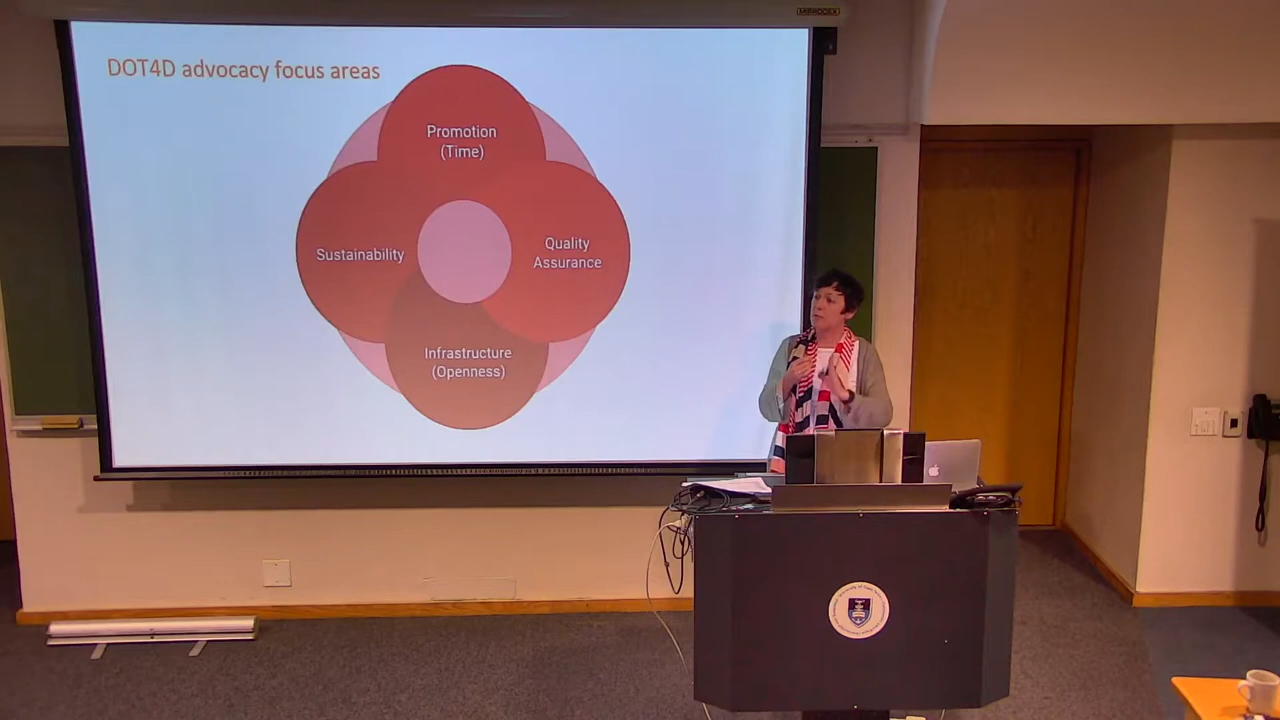 DOT4D advocacy focus areas
Promotion
(Time)
Sustainability
Quality
Assurance
Infrastructure
(Openness)